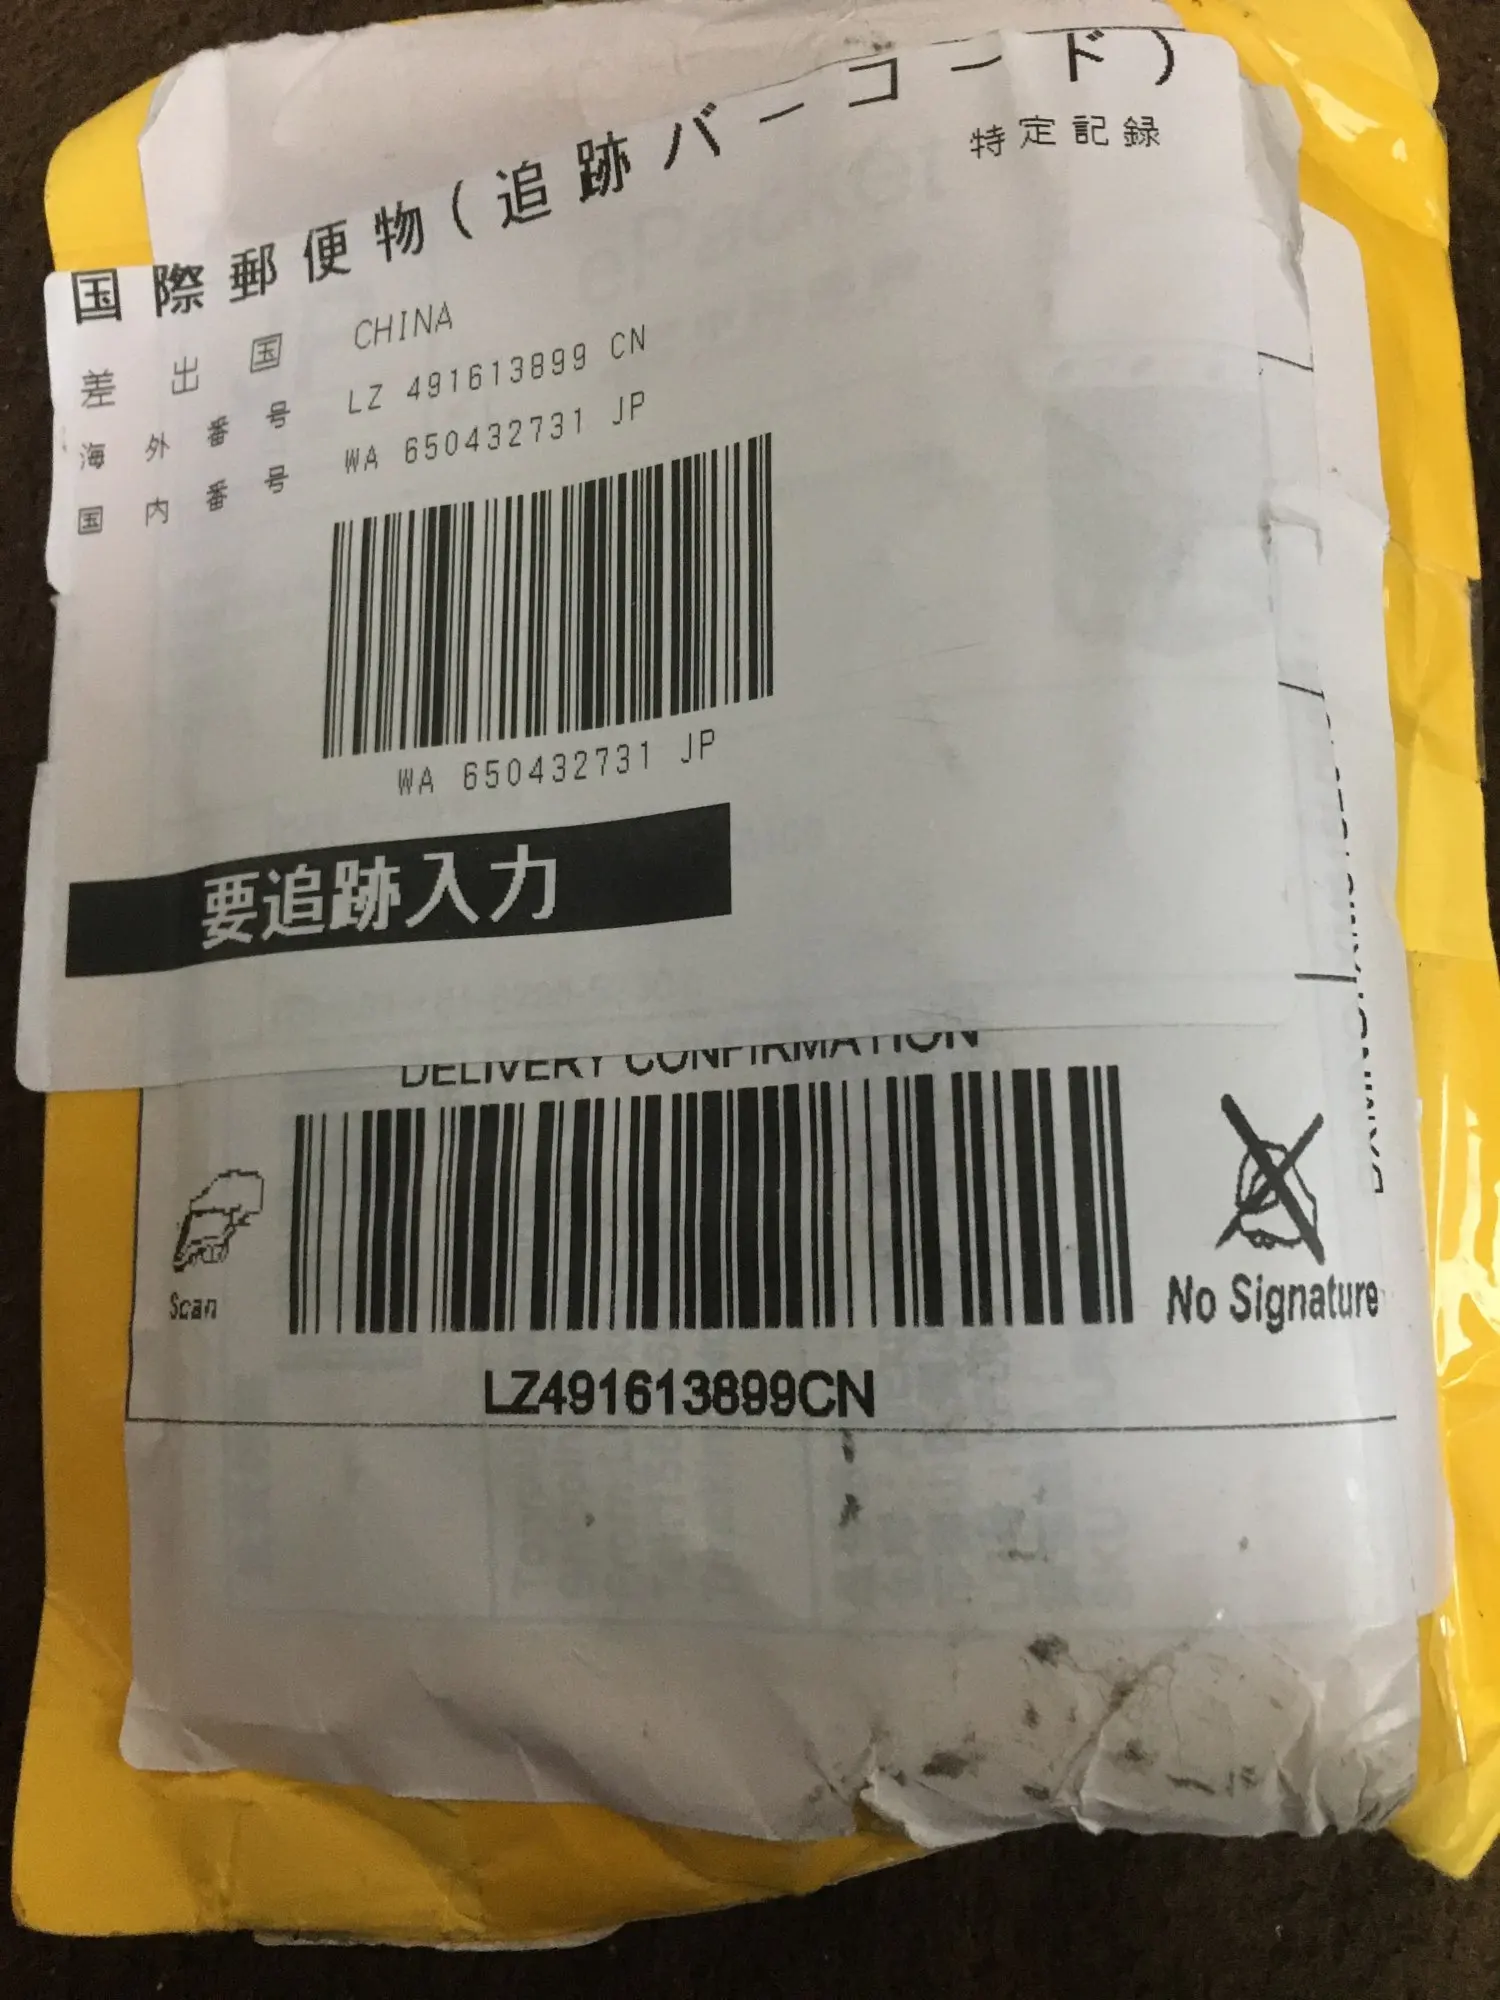 国際郵便物(追跡バーコード)
特定記録
差出国 CHINA
海外番号 LZ 491613899 CN
国内番号 WA 650432731 JP
WA 650432731 JP
要追跡入力
DELIVERY CONFIRMATION
Scan
No Signature
LZ491613899CN